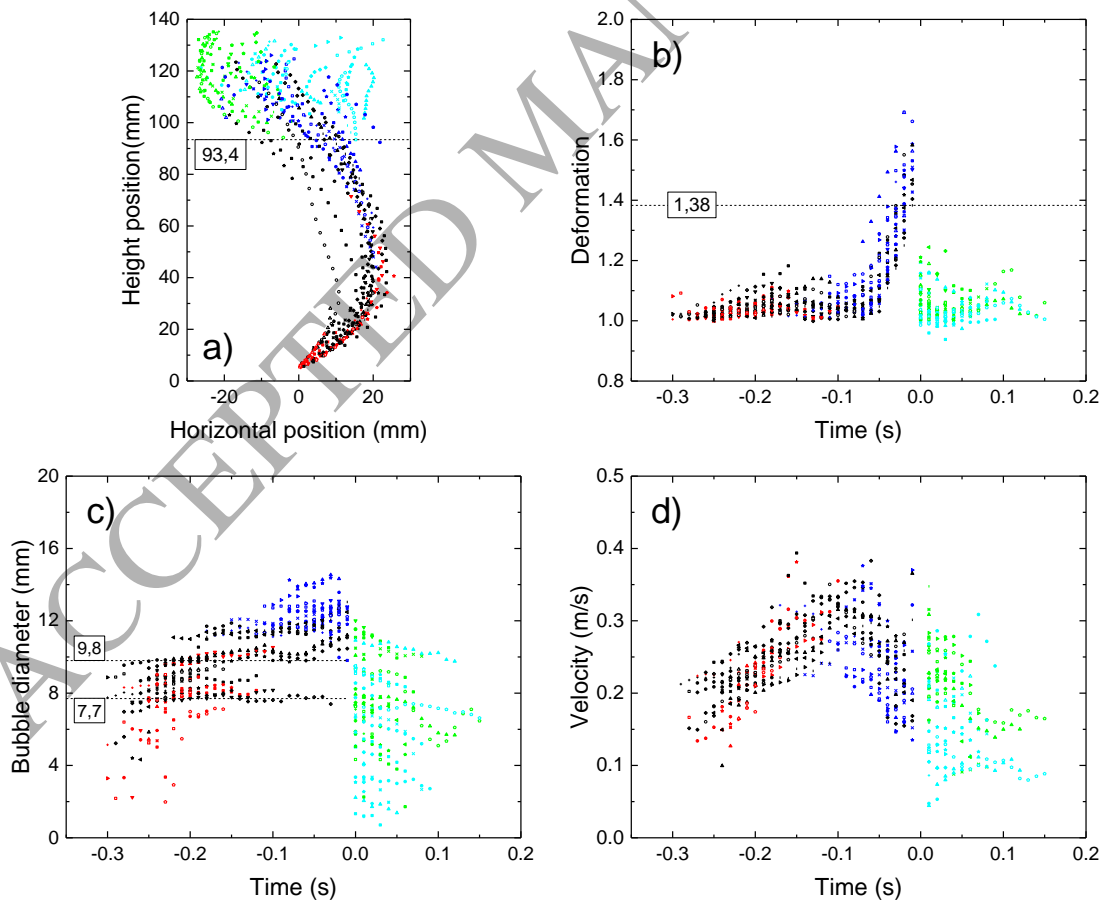 ACCEPTED MA
140
120
100
80
60
40
20
0
93,4
a)
Height position(mm)
-20 0 20
Horizontal position (mm)
2.0
1.8
1.6
1.4
1.2
1.0
0.8
b)
1,38
Deformation
-0.3 -0.2 -0.1 0.0 0.1 0.2
Time (s)
20
16
12
8
4
0
c)
9,8
7,7
Bubble diameter (mm)
-0.3 -0.2 -0.1 0.0 0.1 0.2
Time (s)
0.5
0.4
0.3
0.2
0.1
0.0
d)
Velocity (m/s)
-0.3 -0.2 -0.1 0.0 0.1 0.2
Time (s)